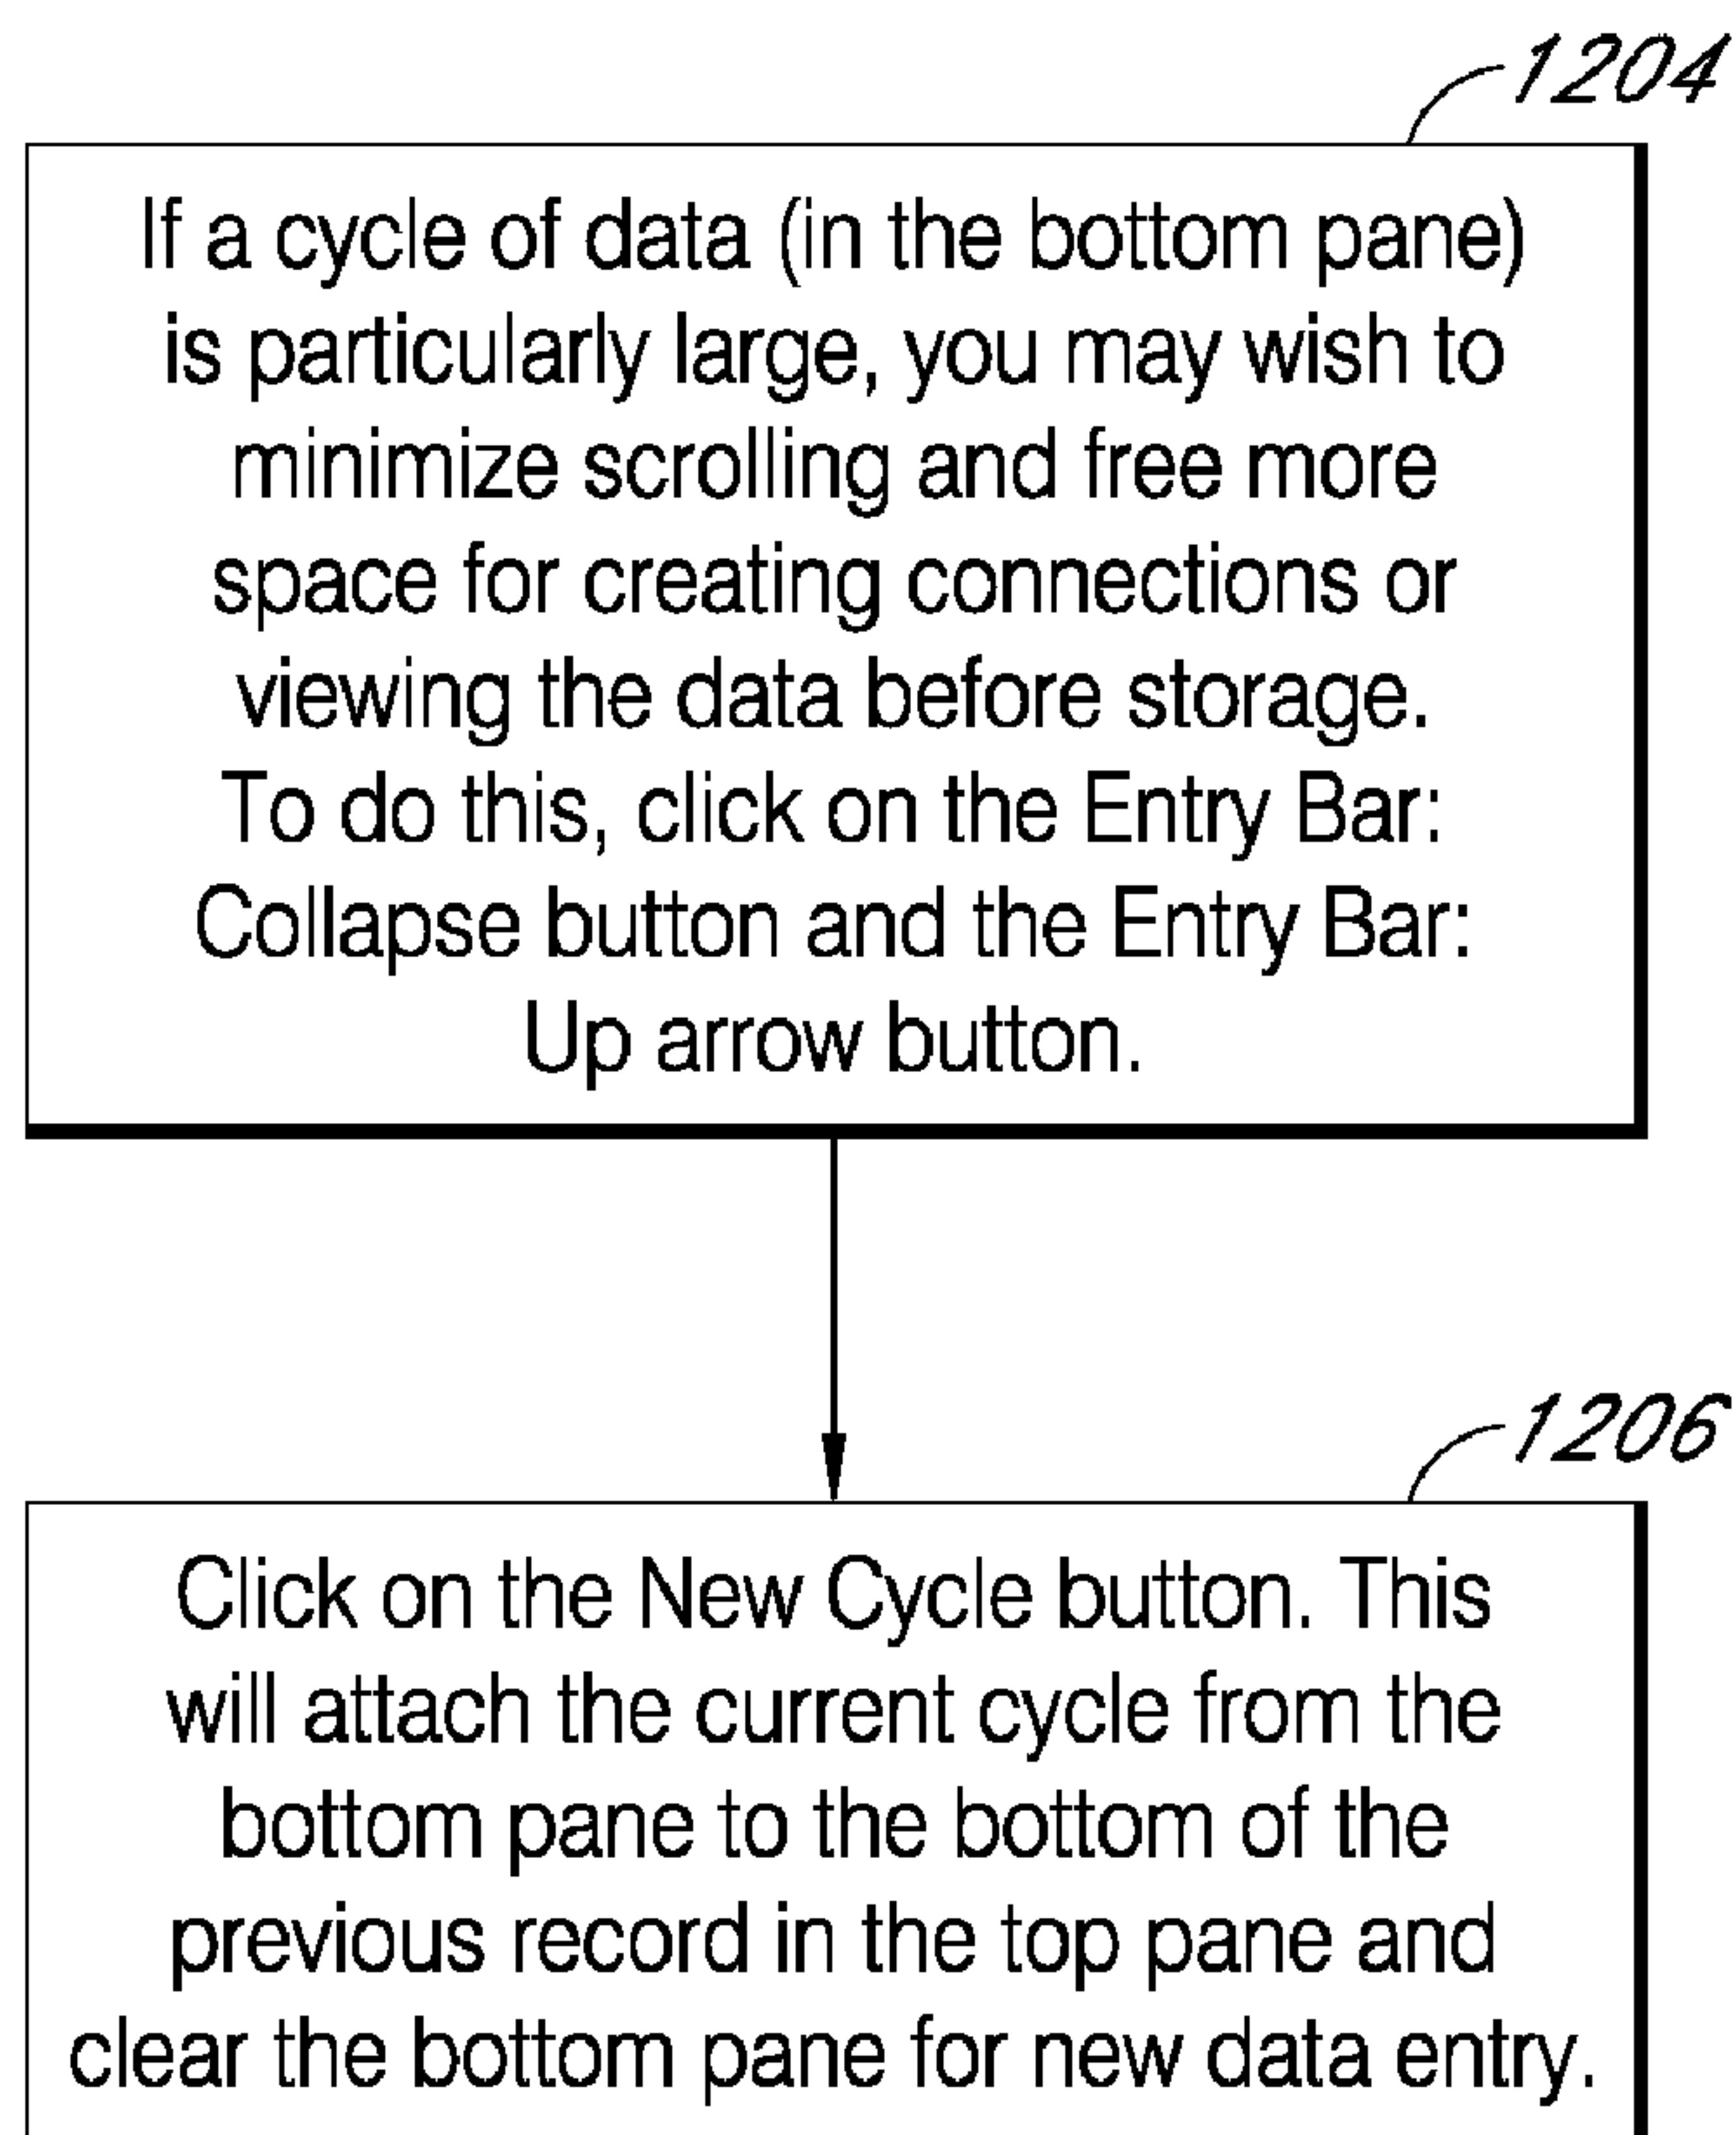 1204
If a cycle of data (in the bottom pane)
is particularly large, you may wish to
minimize scrolling and free more
space for creating connections or
viewing the data before storage.
To do this, click on the Entry Bar:
Collapse button and the Entry Bar:
Up arrow button.
1206
Click on the New Cycle button. This
will attach the current cycle from the
bottom pane to the bottom of the
previous record in the top pane and
clear the bottom pane for new data entry.